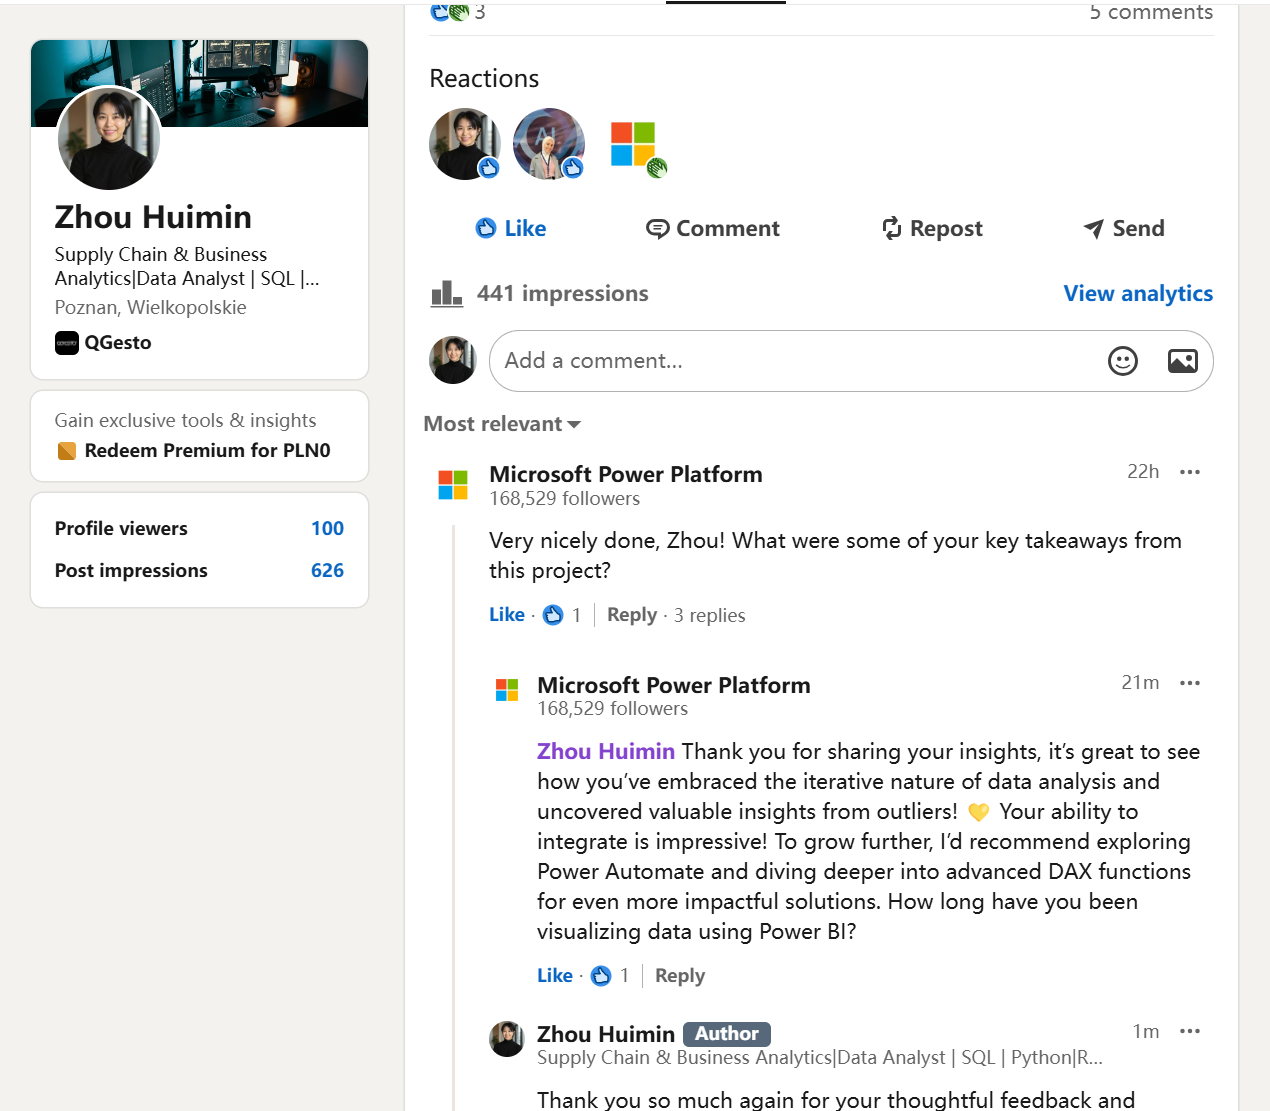 Zhou Huimin
Supply Chain & Business
Analytics|Data Analyst | SQL |...
Poznan, Wielkopolskie
QGesto
Gain exclusive tools & insights
Redeem Premium for PLN0
Profile viewers 100
Post impressions 626
3 5 comments
Reactions
AI
Like Comment Repost Send
441 impressions View analytics
Add a comment...
Most relevant
Microsoft Power Platform 22h
168,529 followers
Very nicely done, Zhou! What were some of your key takeaways from
this project?
Like · 1 Reply · 3 replies
Microsoft Power Platform 21m
168,529 followers
Zhou Huimin Thank you for sharing your insights, it’s great to see
how you’ve embraced the iterative nature of data analysis and
uncovered valuable insights from outliers! 💛 Your ability to
integrate is impressive! To grow further, I’d recommend exploring
Power Automate and diving deeper into advanced DAX functions
for even more impactful solutions. How long have you been
visualizing data using Power BI?
Like · 1 Reply
Zhou Huimin Author 1m
Supply Chain & Business Analytics|Data Analyst | SQL | Python|R...
Thank you so much again for your thoughtful feedback and